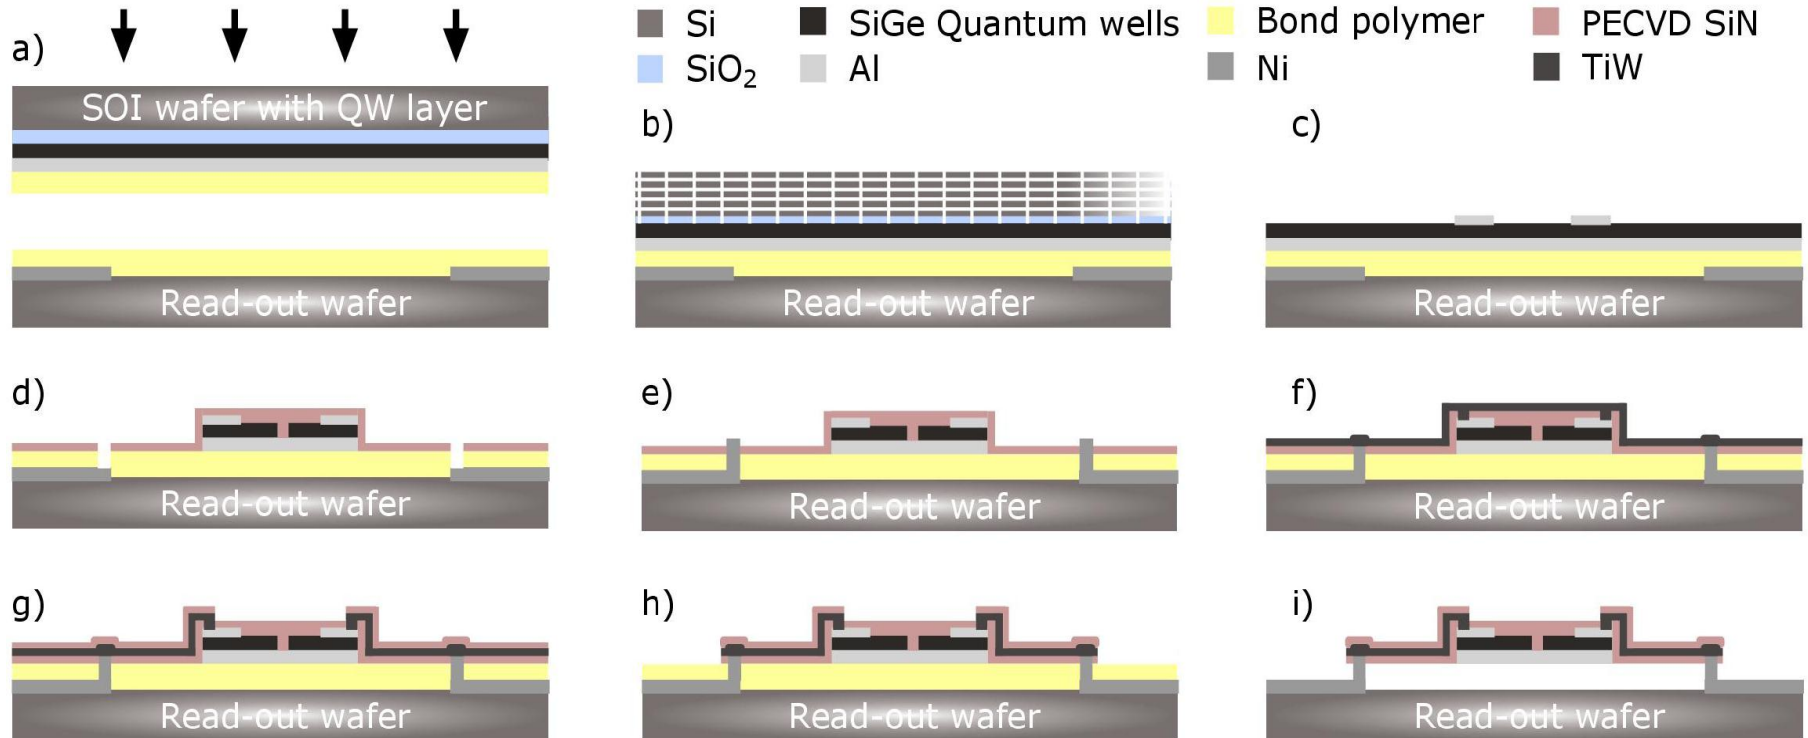 a)
SOI wafer with QW layer
Read-out wafer
Si
SiGe Quantum wells
Bond polymer
PECVD SiN
SiO₂
Al
Ni
TiW
b)
Read-out wafer
c)
Read-out wafer
d)
Read-out wafer
e)
Read-out wafer
f)
Read-out wafer
g)
Read-out wafer
h)
Read-out wafer
i)
Read-out wafer